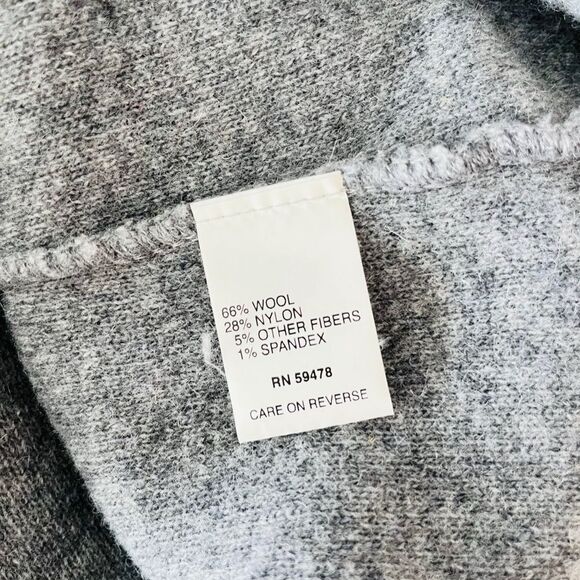 66% WOOL
28% NYLON
5% OTHER FIBERS
1% SPANDEX
RN 59478
CARE ON REVERSE